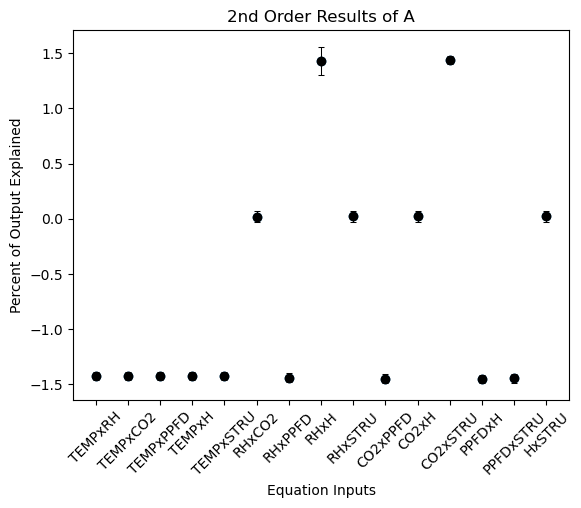 2nd Order Results of A
Percent of Output Explained
1.5
1.0
0.5
0.0
−0.5
−1.0
−1.5
TEMPxRH
TEMPxCO2
TEMPxPPFD
TEMPxH
TEMPxSTRU
RHxCO2
RHxPPFD
RHxH
RHxSTRU
CO2xPPFD
CO2xH
CO2xSTRU
PPFDxH
PPFDxSTRU
HxSTRU
Equation Inputs